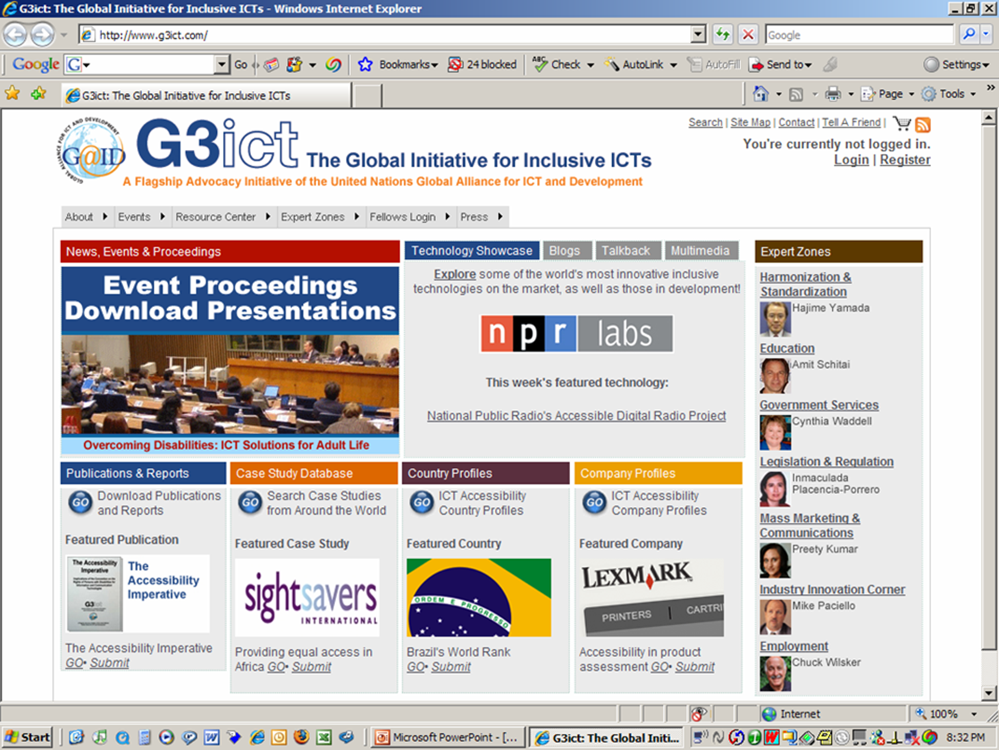 G3ict: The Global Initiative for Inclusive ICTs - Windows Internet Explorer
http://www.g3ict.com/
Google
Google
G
Go
Bookmarks
24 blocked
ABC
Check
AutoLink
AutoFill
Send to
Settings
G3ict: The Global Initiative for Inclusive ICTs
Page
Tools
GLOBAL ALLIANCE FOR ICT AND DEVELOPMENT
G@ID
G3ict The Global Initiative for Inclusive ICTs
A Flagship Advocacy Initiative of the United Nations Global Alliance for ICT and Development
Search | Site Map | Contact | Tell A Friend |
You're currently not logged in.
Login | Register
About
Events
Resource Center
Expert Zones
Fellows Login
Press
News, Events & Proceedings
Event Proceedings
Download Presentations
Overcoming Disabilities: ICT Solutions for Adult Life
Technology Showcase
Blogs
Talkback
Multimedia
Explore some of the world's most innovative inclusive
technologies on the market, as well as those in development!
npr labs
This week's featured technology:
National Public Radio's Accessible Digital Radio Project
Expert Zones
Harmonization &
Standardization
Hajime Yamada
Education
Amit Schitai
Government Services
Cynthia Waddell
Legislation & Regulation
Inmaculada
Placencia-Porrero
Mass Marketing &
Communications
Preety Kumar
Industry Innovation Corner
Mike Paciello
Employment
Chuck Wilsker
Publications & Reports
GO
Download Publications
and Reports
Featured Publication
The Accessibility
Imperative
G3ict
The
Accessibility
Imperative
The Accessibility Imperative
GO• Submit
Case Study Database
GO
Search Case Studies
from Around the World
Featured Case Study
sightsavers
INTERNATIONAL
Providing equal access in
Africa GO• Submit
Country Profiles
GO
ICT Accessibility
Country Profiles
Featured Country
ORDEM E PROGRESSO
Brazil's World Rank
GO• Submit
Company Profiles
GO
ICT Accessibility
Company Profiles
Featured Company
LEXMARK
PRINTERS | CARTRI
Accessibility in product
assessment GO• Submit
Internet
100%
Start
Microsoft PowerPoint - [...
G3ict: The Global Initi...
8:32 PM